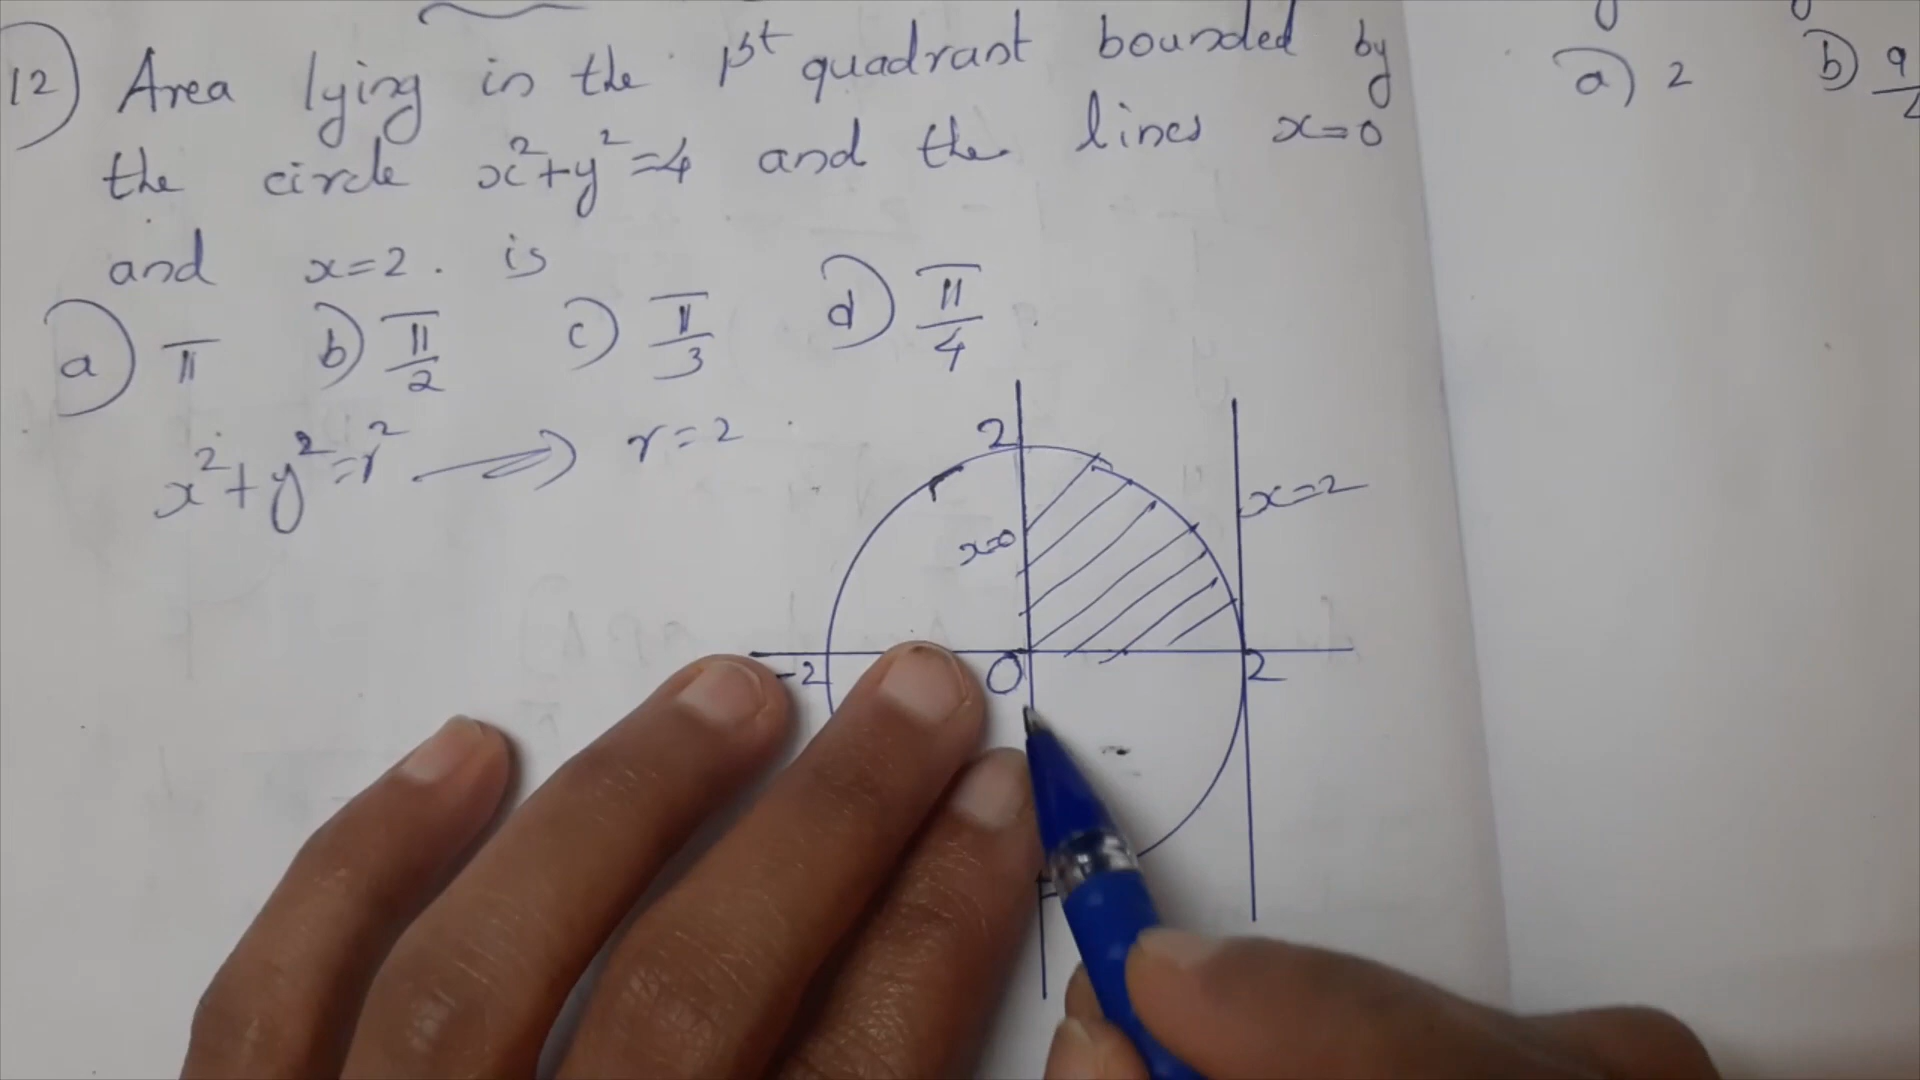 12) Area lying in the 1st quadrant bounded by
the circle x²+y²=4 and the lines x=0
and x=2. is
a) π b) π/2 c) π/3 d) π/4
x²+y²=r² → r=2
2
x=2
x=0
-2 0 2
a) 2 b) 9/4